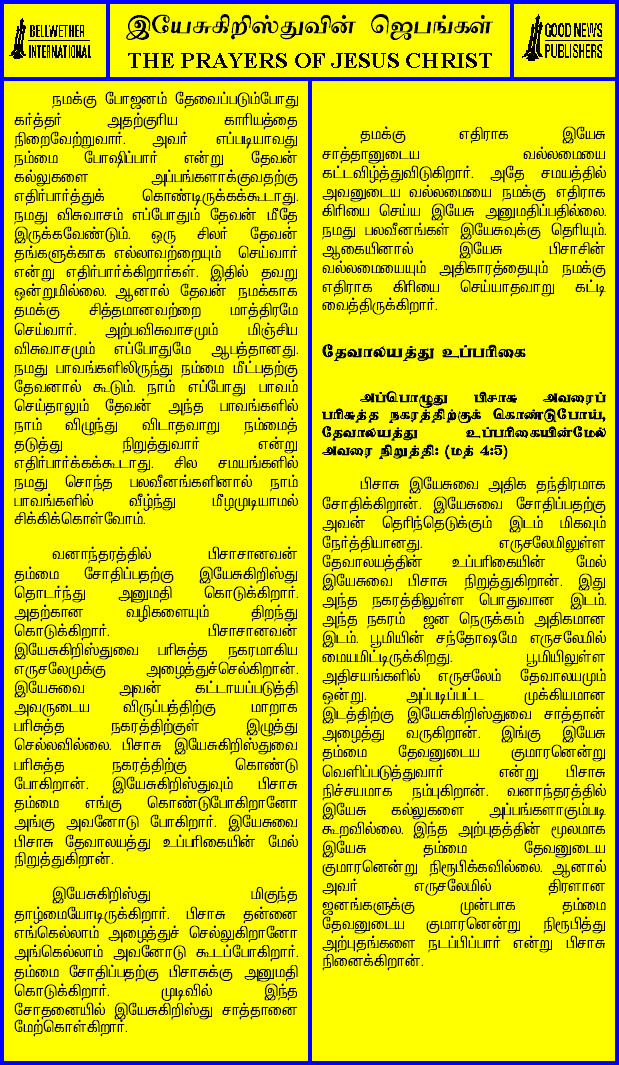 BELLWETHER
INTERNATIONAL
இயேசுகிறிஸ்துவின் ஜெபங்கள்
THE PRAYERS OF JESUS CHRIST
GOOD NEWS
PUBLISHERS
நமக்கு போஜனம் தேவைப்படும்போது
கர்த்தர் அதற்குரிய காரியத்தை
நிறைவேற்றுவார். அவர் எப்படியாவது
நம்மை போஷிப்பார் என்று தேவன்
கல்லுகளை அப்பங்களாக்குவதற்கு
எதிர்பார்த்துக் கொண்டிருக்கக்கூடாது.
நமது விசுவாசம் எப்போதும் தேவன் மீதே
இருக்கவேண்டும். ஒரு சிலர் தேவன்
தங்களுக்காக எல்லாவற்றையும் செய்வார்
என்று எதிர்பார்க்கிறார்கள். இதில் தவறு
ஒன்றுமில்லை. ஆனால் தேவன் நமக்காக
தமக்கு சித்தமானவற்றை மாத்திரமே
செய்வார். அற்பவிசுவாசமும் மிஞ்சிய
விசுவாசமும் எப்போதுமே ஆபத்தானது.
நமது பாவங்களிலிருந்து நம்மை மீட்பதற்கு
தேவனால் கூடும். நாம் எப்போது பாவம்
செய்தாலும் தேவன் அந்த பாவங்களில்
நாம் விழுந்து விடாதவாறு நம்மைத்
தடுத்து நிறுத்துவார் என்று
எதிர்பார்க்கக்கூடாது. சில சமயங்களில்
நமது சொந்த பலவீனங்களினால் நாம்
பாவங்களில் வீழ்ந்து மீளமுடியாமல்
சிக்கிக்கொள்வோம்.
வனாந்தரத்தில் பிசாசானவன்
தம்மை சோதிப்பதற்கு இயேசுகிறிஸ்து
தொடர்ந்து அனுமதி கொடுக்கிறார்.
அதற்கான வழிகளையும் திறந்து
கொடுக்கிறார். பிசாசானவன்
இயேசுகிறிஸ்துவை பரிசுத்த நகரமாகிய
எருசலேமுக்கு அழைத்துச்செல்கிறான்.
இயேசுவை அவன் கட்டாயப்படுத்தி
அவருடைய விருப்பத்திற்கு மாறாக
பரிசுத்த நகரத்திற்குள் இழுத்து
செல்லவில்லை. பிசாசு இயேசுகிறிஸ்துவை
பரிசுத்த நகரத்திற்கு கொண்டு
போகிறான். இயேசுகிறிஸ்துவும் பிசாசு
தம்மை எங்கு கொண்டுபோகிறானோ
அங்கு அவனோடு போகிறார். இயேசுவை
பிசாசு தேவாலயத்து உப்பரிகையின் மேல்
நிறுத்துகிறான்.
இயேசுகிறிஸ்து மிகுந்த
தாழ்மையோடிருக்கிறார். பிசாசு தன்னை
எங்கெல்லாம் அழைத்துச் செல்லுகிறானோ
அங்கெல்லாம் அவனோடு கூடப்போகிறார்.
தம்மை சோதிப்பதற்கு பிசாசுக்கு அனுமதி
கொடுக்கிறார். முடிவில் இந்த
சோதனையில் இயேசுகிறிஸ்து சாத்தானை
மேற்கொள்கிறார்.
தமக்கு எதிராக இயேசு
சாத்தானுடைய வல்லமையை
கட்டவிழ்த்துவிடுகிறார். அதே சமயத்தில்
அவனுடைய வல்லமையை நமக்கு எதிராக
கிரியை செய்ய இயேசு அனுமதிப்பதில்லை.
நமது பலவீனங்கள் இயேசுவுக்கு தெரியும்.
ஆகையினால் இயேசு பிசாசின்
வல்லமையையும் அதிகாரத்தையும் நமக்கு
எதிராக கிரியை செய்யாதவாறு கட்டி
வைத்திருக்கிறார்.
தேவாலயத்து உப்பரிகை
அப்பொழுது பிசாசு அவரைப்
பரிசுத்த நகரத்திற்குக் கொண்டுபோய்,
தேவாலயத்து உப்பரிகையின்மேல்
அவரை நிறுத்தி: (மத் 4:5)
பிசாசு இயேசுவை அதிக தந்திரமாக
சோதிக்கிறான். இயேசுவை சோதிப்பதற்கு
அவன் தெரிந்தெடுக்கும் இடம் மிகவும்
நேர்த்தியானது. எருசலேமிலுள்ள
தேவாலயத்தின் உப்பரிகையின் மேல்
இயேசுவை பிசாசு நிறுத்துகிறான். இது
அந்த நகரத்திலுள்ள பொதுவான இடம்.
அந்த நகரம் ஜன நெருக்கம் அதிகமான
இடம். பூமியின் சந்தோஷமே எருசலேமில்
மையமிட்டிருக்கிறது. பூமியிலுள்ள
அதிசயங்களில் எருசலேம் தேவாலயமும்
ஒன்று. அப்படிப்பட்ட முக்கியமான
இடத்திற்கு இயேசுகிறிஸ்துவை சாத்தான்
அழைத்து வருகிறான். இங்கு இயேசு
தம்மை தேவனுடைய குமாரனென்று
வெளிப்படுத்துவார் என்று பிசாசு
நிச்சயமாக நம்புகிறான். வனாந்தரத்தில்
இயேசு கல்லுகளை அப்பங்களாகும்படி
கூறவில்லை. இந்த அற்புதத்தின் மூலமாக
இயேசு தம்மை தேவனுடைய
குமாரனென்று நிரூபிக்கவில்லை. ஆனால்
அவர் எருசலேமில் திரளான
ஜனங்களுக்கு முன்பாக தம்மை
தேவனுடைய குமாரனென்று நிரூபித்து
அற்புதங்களை நடப்பிப்பார் என்று பிசாசு
நினைக்கிறான்.